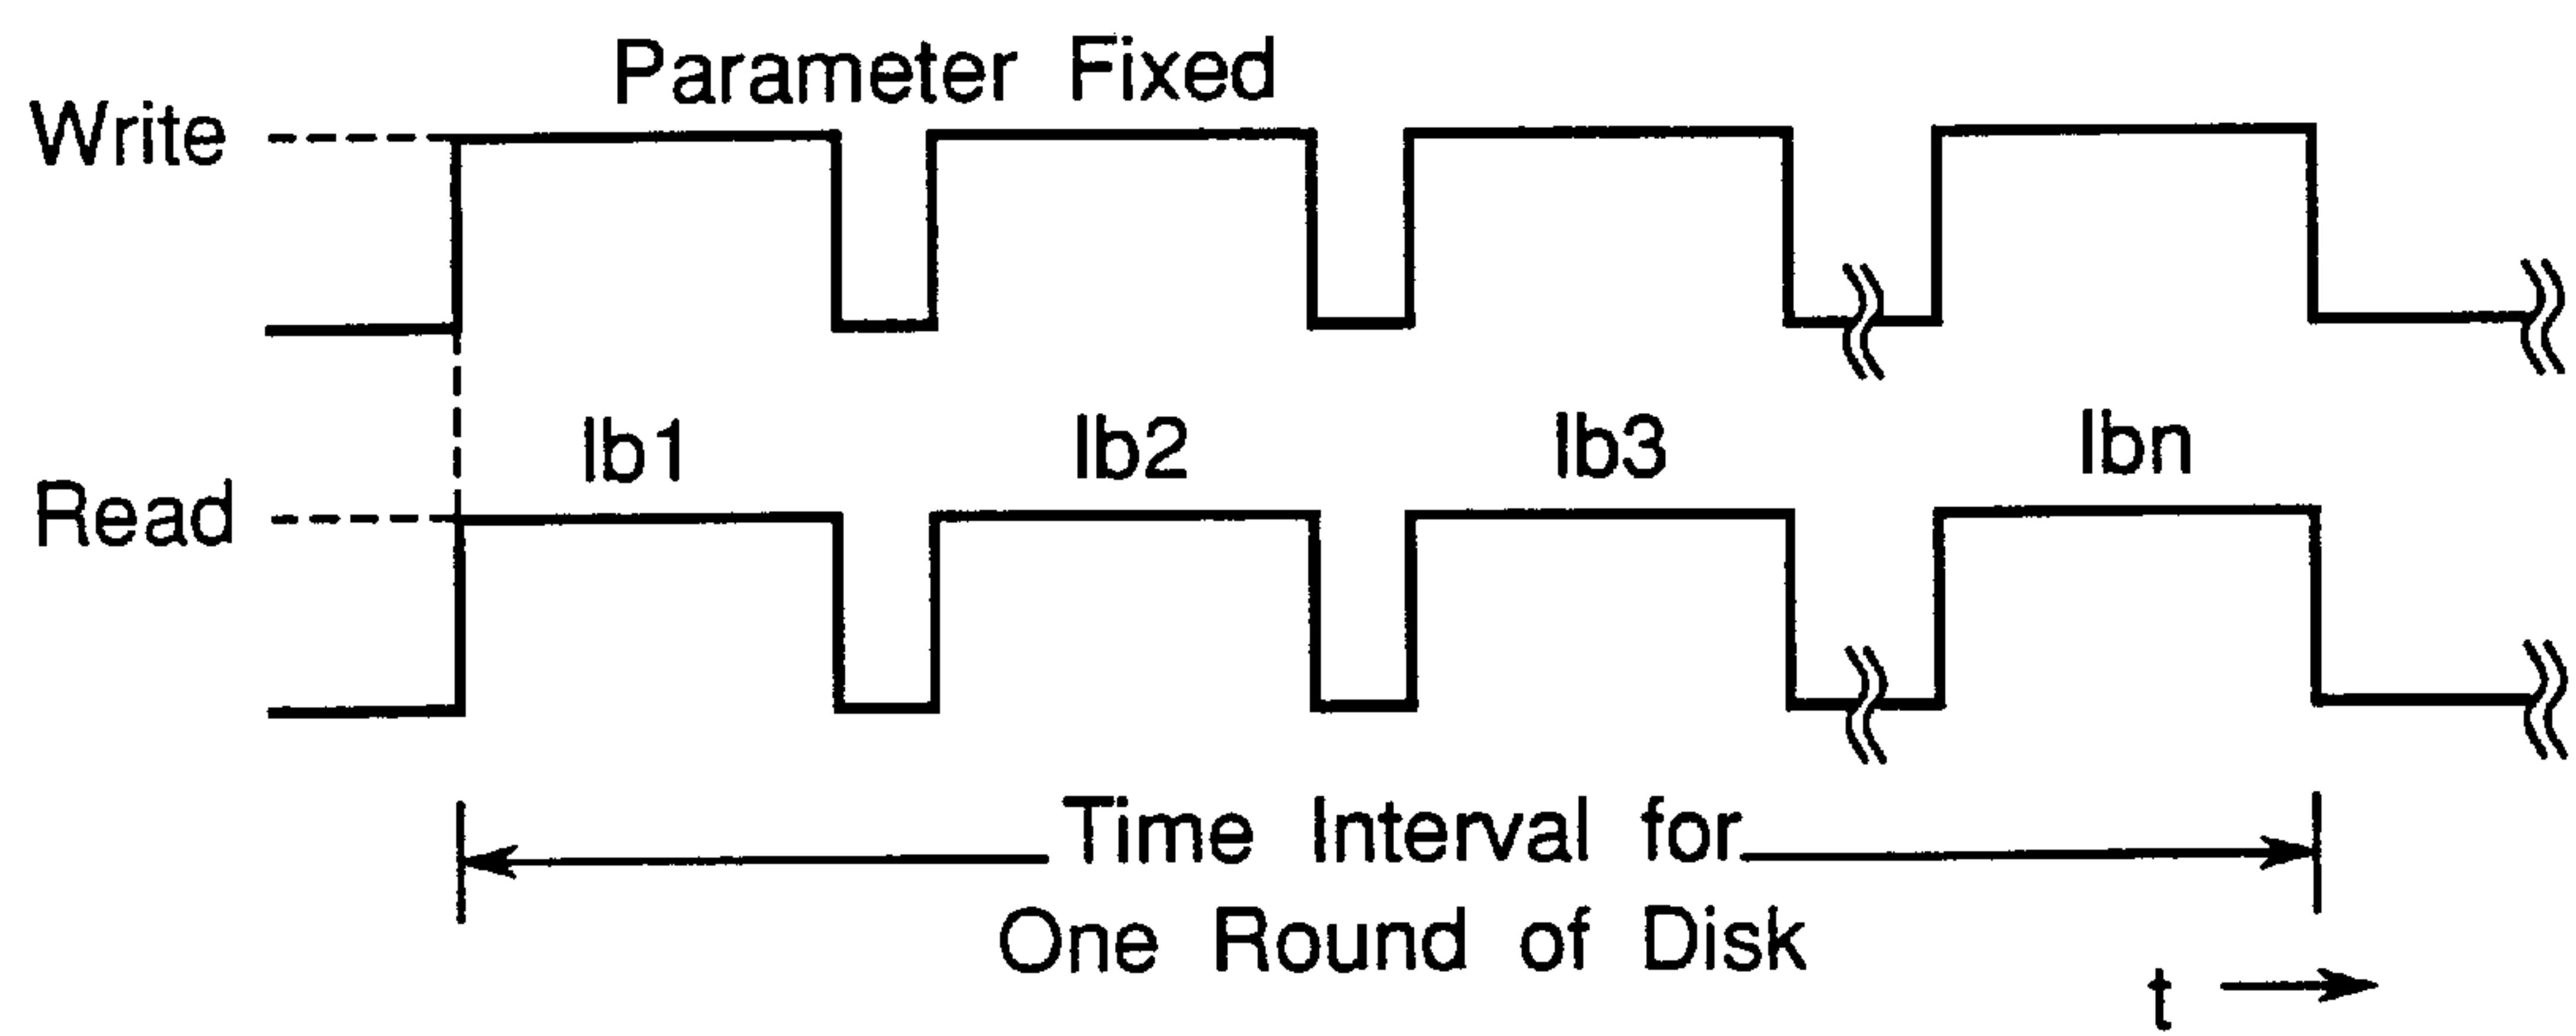 Parameter Fixed
Write
Ib1 Ib2 Ib3 Ibn
Read
Time Interval for
One Round of Disk
t